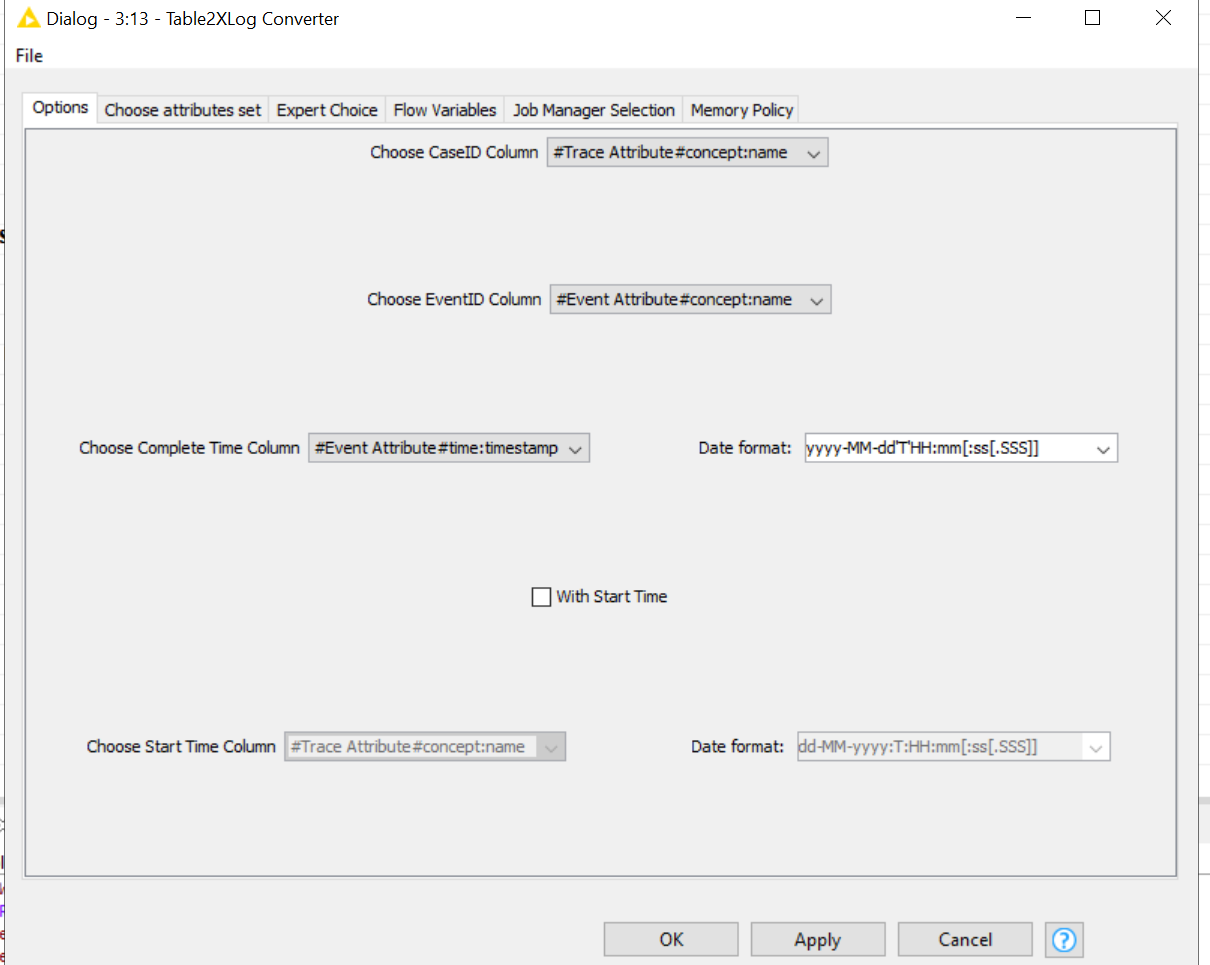 Dialog - 3:13 - Table2XLog Converter
File
Options Choose attributes set Expert Choice Flow Variables Job Manager Selection Memory Policy
Choose CaseID Column #Trace Attribute#concept:name
Choose EventID Column #Event Attribute#concept:name
Choose Complete Time Column #Event Attribute#time:timestamp Date format: yyyy-MM-dd'T'HH:mm[:ss[.SSS]]
With Start Time
Choose Start Time Column #Trace Attribute#concept:name Date format: dd-MM-yyyy:T:HH:mm[:ss[.SSS]]
OK Apply Cancel ?